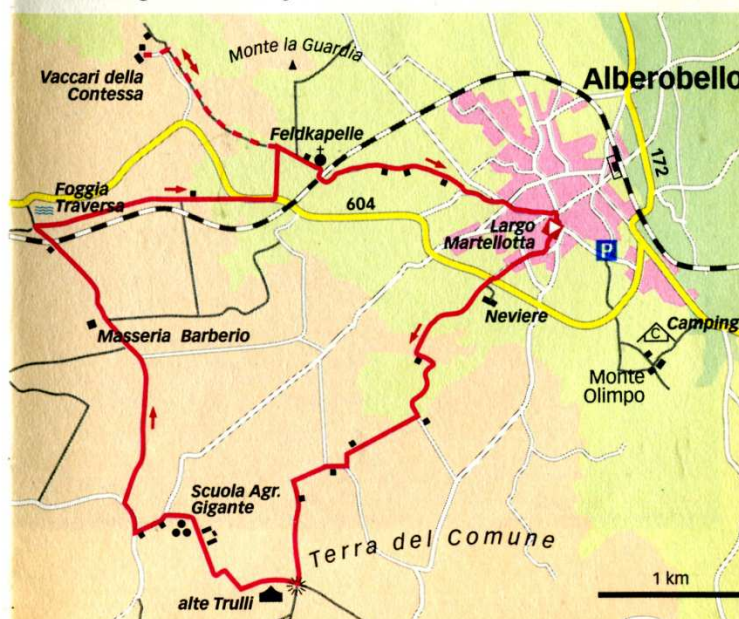 Monte la Guardia
Alberobello
Vaccari della
Contessa
Feldkapelle
172
Foggia
Traversa
604
Largo
Martellotta
P
Neviere
C
Camping
Masseria Barberio
Monte
Olimpo
Scuola Agr.
Gigante
Terra del Comune
1 km
alte Trulli